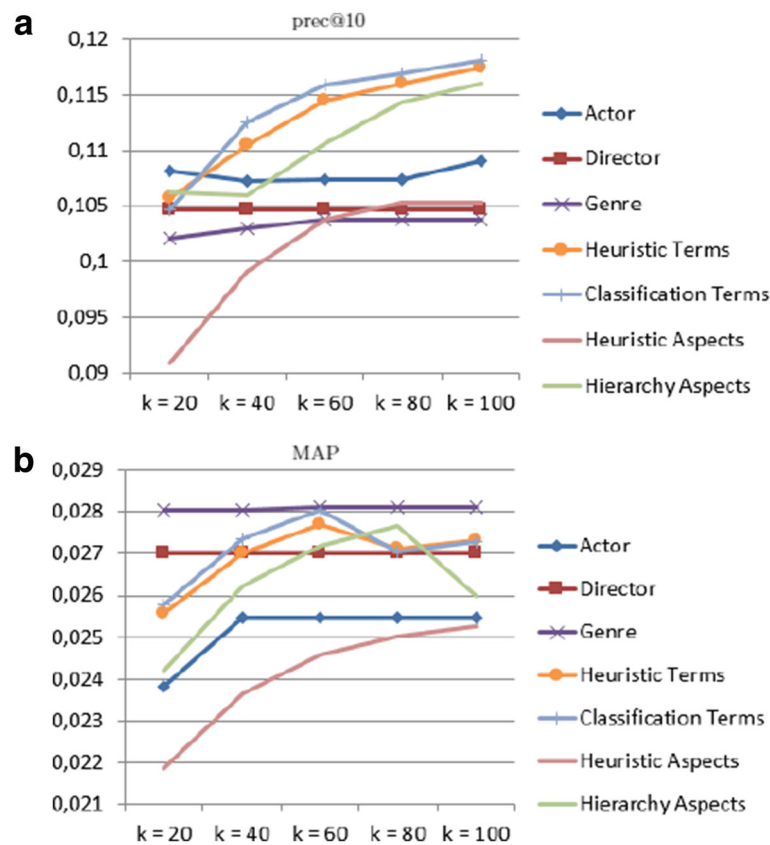 a
prec@10
0,12
0,115
0,11
0,105
0,1
0,095
0,09
k = 20 k = 40 k = 60 k = 80 k = 100
Actor
Director
Genre
Heuristic Terms
Classification Terms
Heuristic Aspects
Hierarchy Aspects
b
MAP
0,029
0,028
0,027
0,026
0,025
0,024
0,023
0,022
0,021
k = 20 k = 40 k = 60 k = 80 k = 100
Actor
Director
Genre
Heuristic Terms
Classification Terms
Heuristic Aspects
Hierarchy Aspects